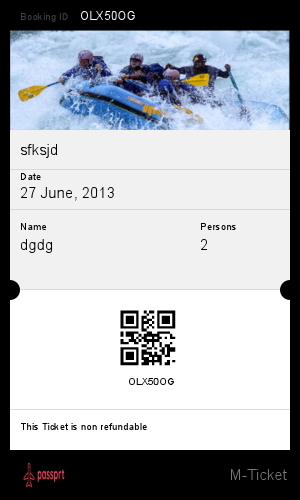 Booking ID OLX50OG
sfksjd
Date
27 June, 2013
Name Persons
dgdg 2
OLX50OG
This Ticket is non refundable
passprt M-Ticket